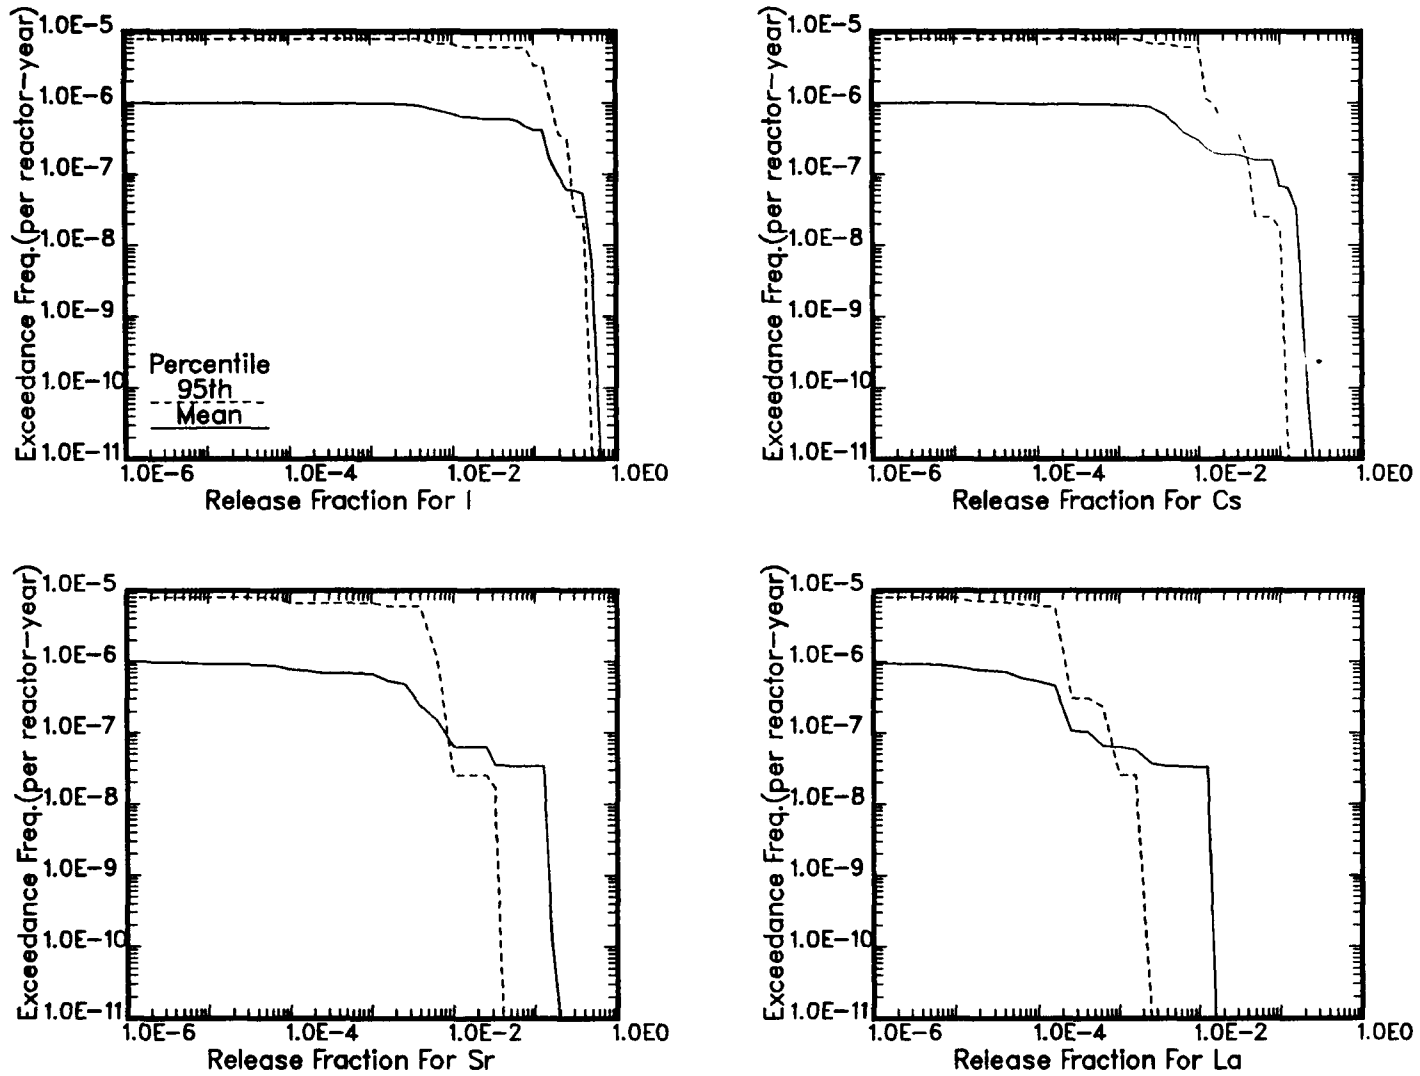 Exceedance Freq.(per reactor-year)
1.0E-5
1.0E-6
1.0E-7
1.0E-8
1.0E-9
1.0E-10
1.0E-11
Percentile
95th
Mean
1.0E-6
1.0E-4
1.0E-2
1.0E0
Release Fraction For I
Exceedance Freq.(per reactor-year)
1.0E-5
1.0E-6
1.0E-7
1.0E-8
1.0E-9
1.0E-10
1.0E-11
1.0E-6
1.0E-4
1.0E-2
1.0E0
Release Fraction For Cs
Exceedance Freq.(per reactor-year)
1.0E-5
1.0E-6
1.0E-7
1.0E-8
1.0E-9
1.0E-10
1.0E-11
1.0E-6
1.0E-4
1.0E-2
1.0E0
Release Fraction For Sr
Exceedance Freq.(per reactor-year)
1.0E-5
1.0E-6
1.0E-7
1.0E-8
1.0E-9
1.0E-10
1.0E-11
1.0E-6
1.0E-4
1.0E-2
1.0E0
Release Fraction For La